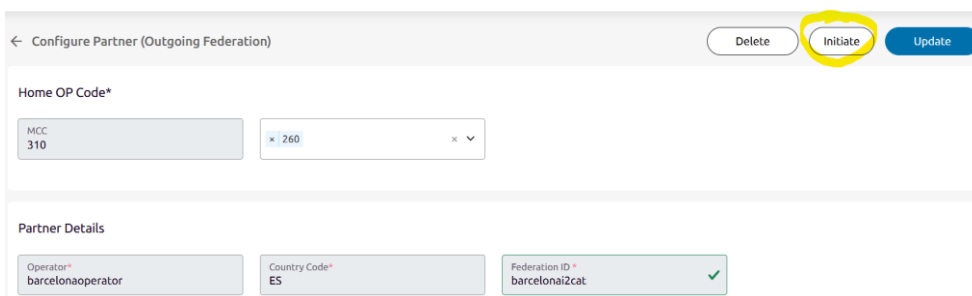 ← Configure Partner (Outgoing Federation)
Delete
Initiate
Update
Home OP Code*
MCC
310
× 260
Partner Details
Operator*
barcelonaoperator
Country Code*
ES
Federation ID *
barcelonai2cat